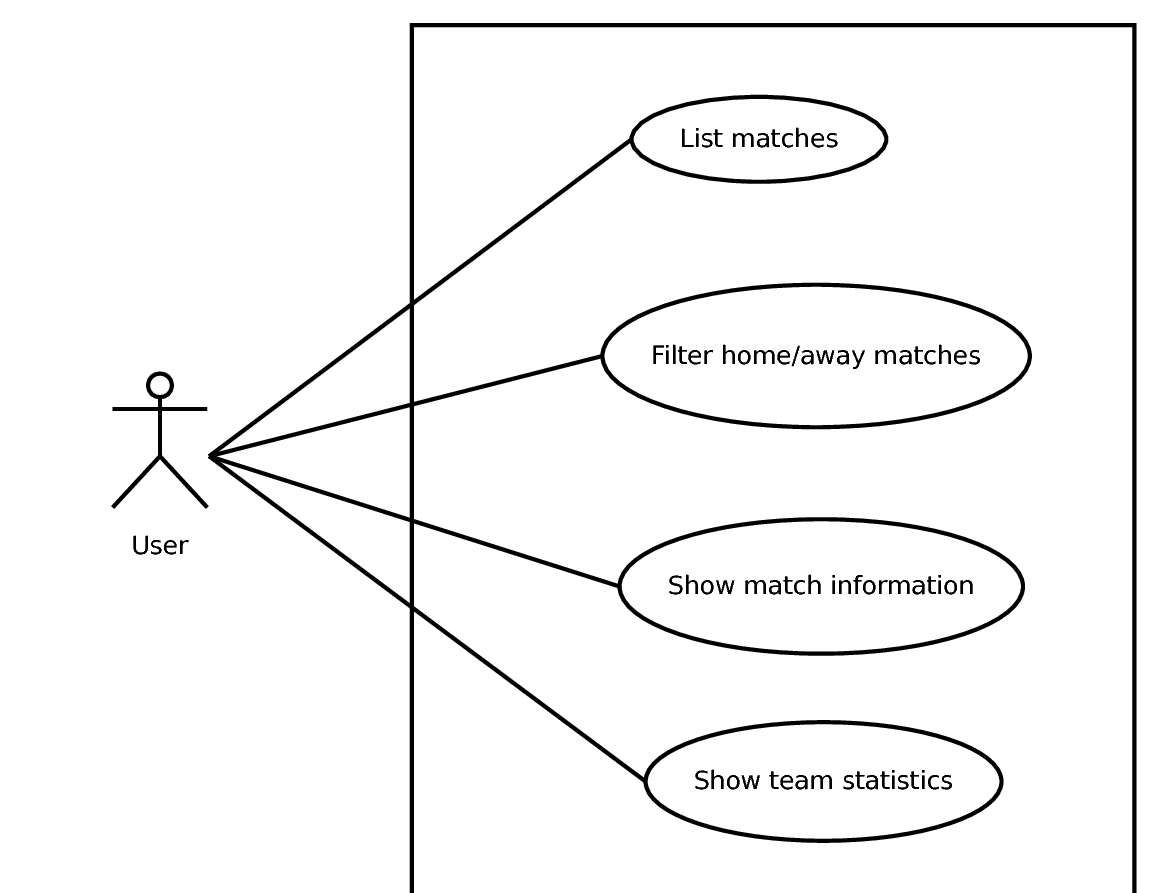 List matches
Filter home/away matches
User
Show match information
Show team statistics